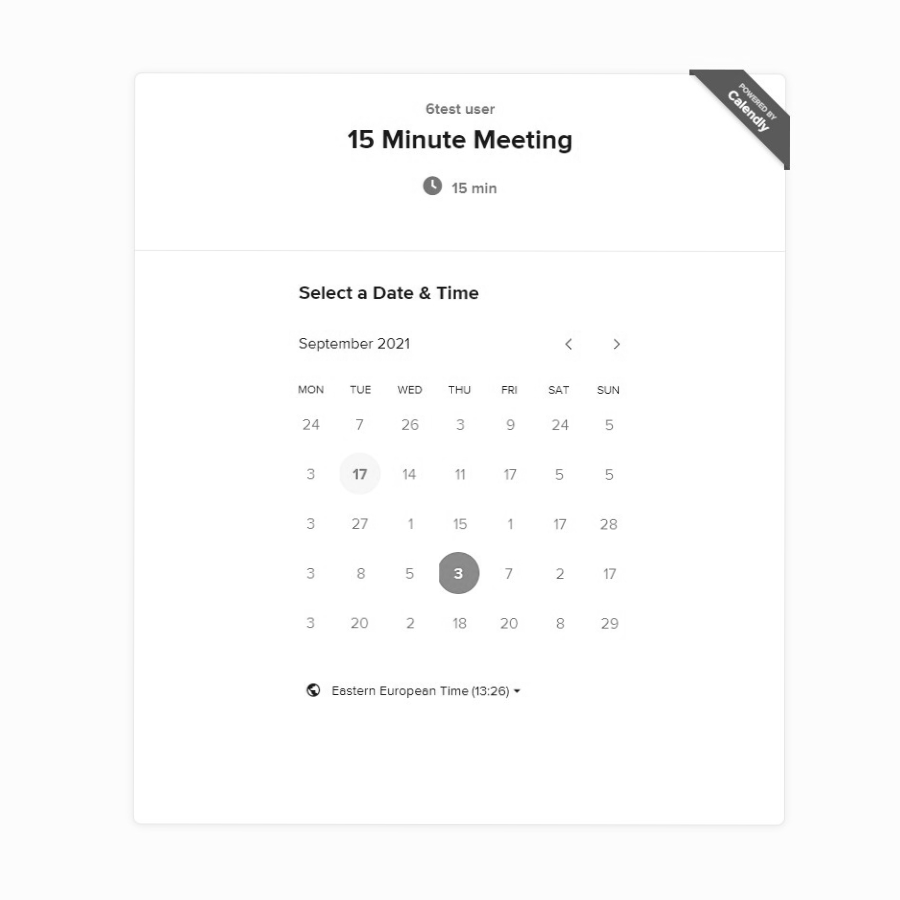 POWERED BY
Calendly
6test user
15 Minute Meeting
15 min
Select a Date & Time
September 2021
MON TUE WED THU FRI SAT SUN
24 7 26 3 9 24 5
3 17 14 11 17 5 5
3 27 1 15 1 17 28
3 8 5 3 7 2 17
3 20 2 18 20 8 29
Eastern European Time (13:26)